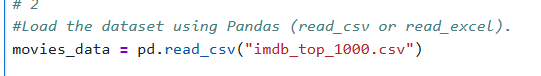 # 2
#Load the dataset using Pandas (read_csv or read_excel).
movies_data = pd.read_csv("imdb_top_1000.csv")